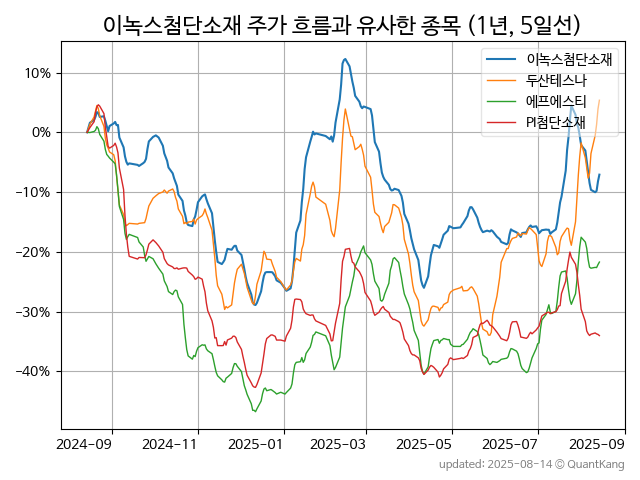 이녹스첨단소재 주가 흐름과 유사한 종목 (1년, 5일선)
이녹스첨단소재
두산테스나
에프에스티
PI첨단소재
10%
0%
−10%
−20%
−30%
−40%
2024-09
2024-11
2025-01
2025-03
2025-05
2025-07
2025-09
updated: 2025-08-14 © QuantKang